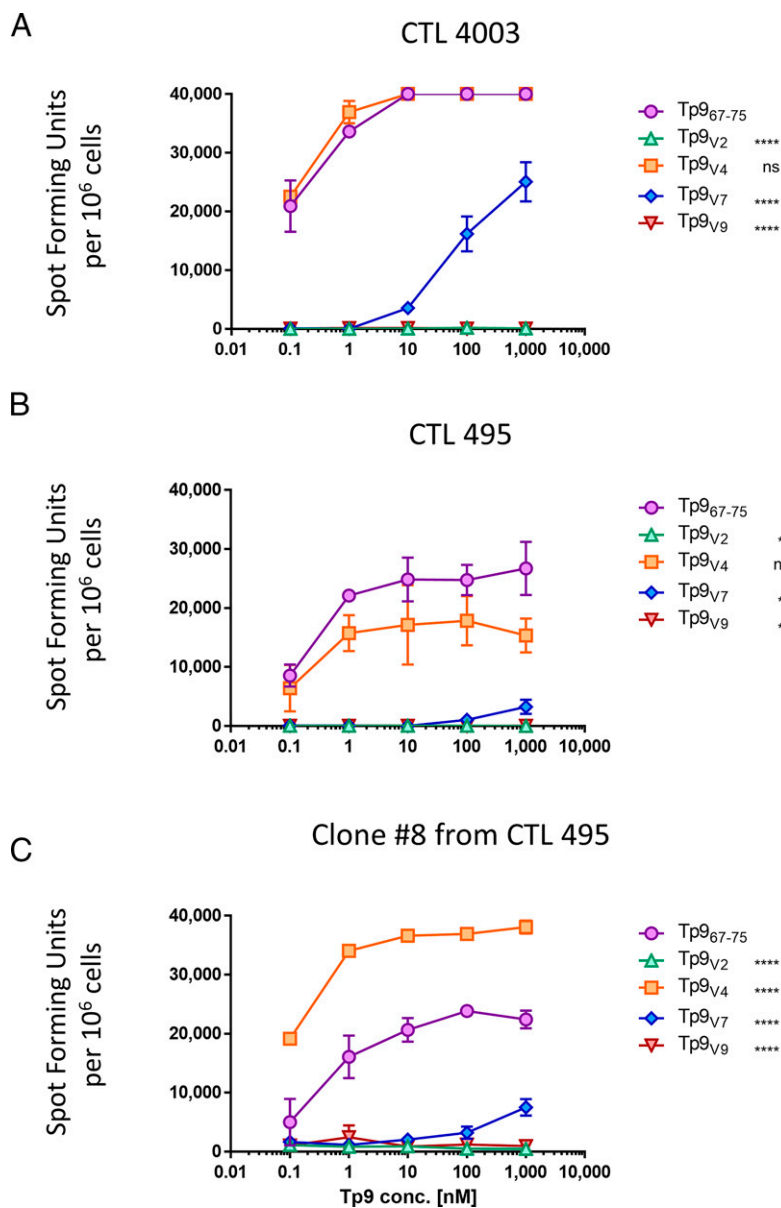 A
CTL 4003
Spot Forming Units
per 10⁶ cells
40,000
30,000
20,000
10,000
0
0.01 0.1 1 10 100 1,000 10,000
Tp9₆₇₋₇₅
Tp9V2 ****
Tp9V4 ns
Tp9V7 ****
Tp9V9 ****
B
CTL 495
Spot Forming Units
per 10⁶ cells
40,000
30,000
20,000
10,000
0
0.01 0.1 1 10 100 1,000 10,000
Tp9₆₇₋₇₅
Tp9V2 *
Tp9V4 n
Tp9V7 *
Tp9V9 *
Clone #8 from CTL 495
C
Spot Forming Units
per 10⁶ cells
40,000
30,000
20,000
10,000
0
0.01 0.1 1 10 100 1,000 10,000
Tp9 conc. [nM]
Tp9₆₇₋₇₅
Tp9V2 ****
Tp9V4 ****
Tp9V7 ****
Tp9V9 ****